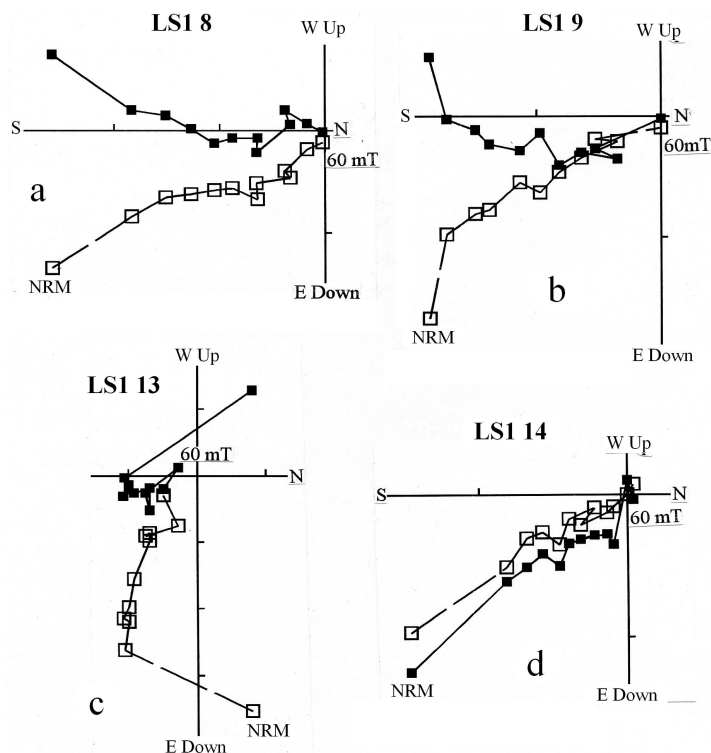 LS1 8
W Up
S
N
60 mT
a
NRM
E Down
LS1 9
W Up
S
N
60mT
b
NRM
E Down
LS1 13
W Up
60 mT
N
c
NRM
E Down
LS1 14
W Up
S
N
60 mT
d
NRM
E Down